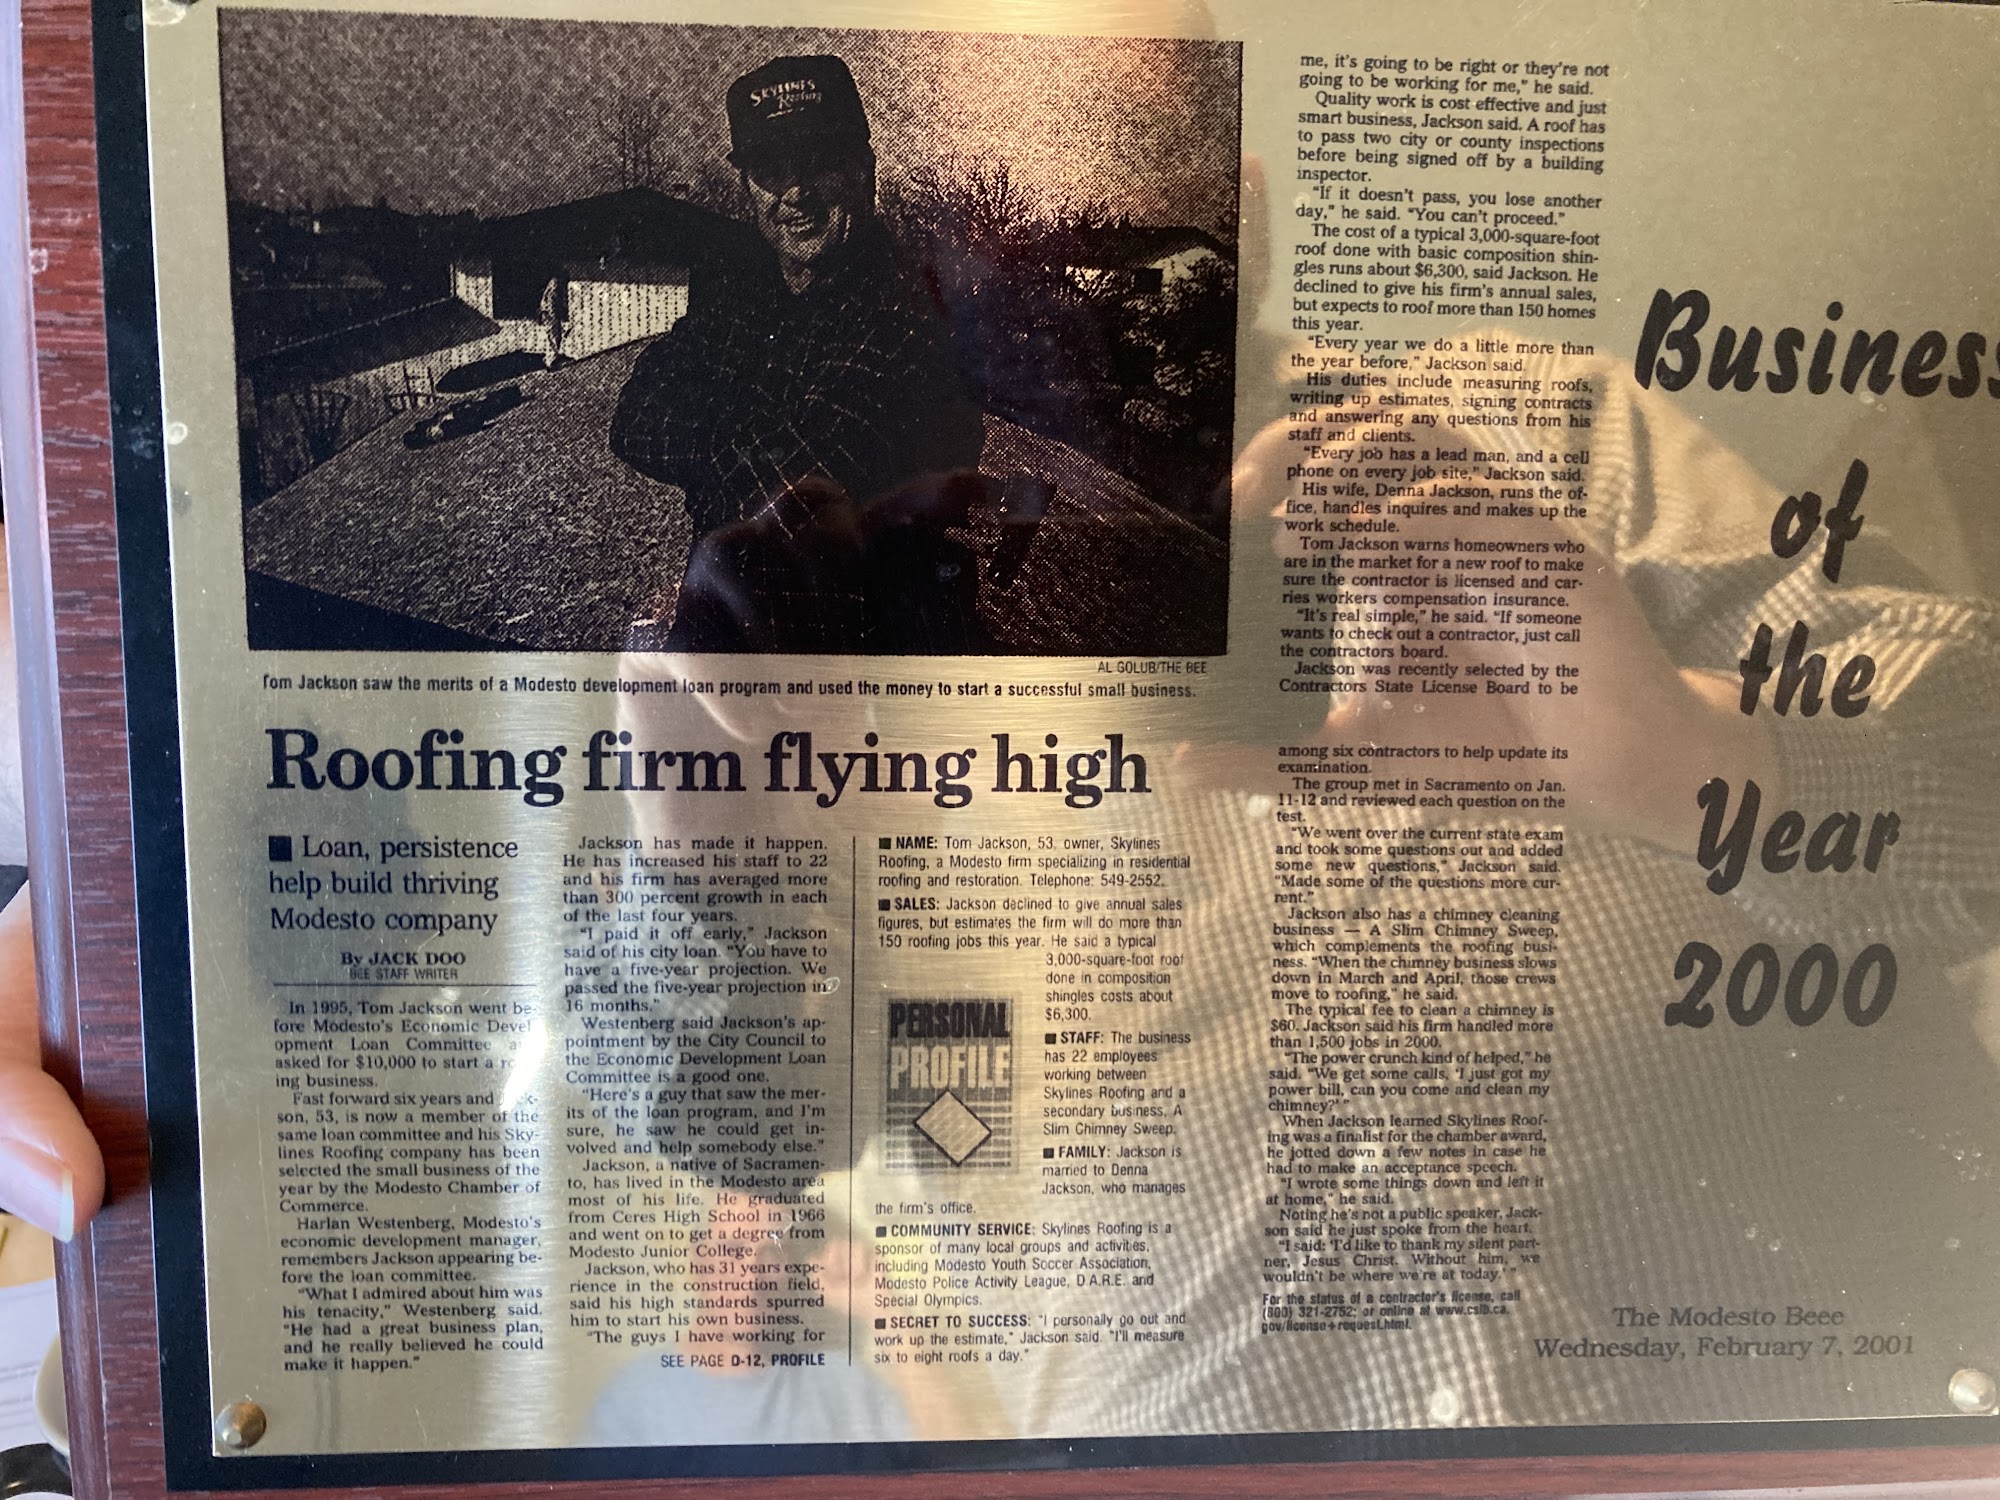 SKYLINES
Roofing
AL GOLUB/THE BEE
Tom Jackson saw the merits of a Modesto development loan program and used the money to start a successful small business.
Roofing firm flying high
■ Loan, persistence
help build thriving
Modesto company
By JACK DOO
BEE STAFF WRITER
In 1995, Tom Jackson went be-
fore Modesto's Economic Devel
opment Loan Committee
asked for $10,000 to start a
ing business.
Fast forward six years and
son, 53, is now a member of the
same loan committee and his Sky-
lines Roofing company has been
selected the small business of the
year by the Modesto Chamber of
Commerce.
Harlan Westenberg, Modesto's
economic development manager,
remembers Jackson appearing be-
fore the loan committee.
"What I admired about him was
his tenacity," Westenberg said.
"He had a great business plan,
and he really believed he could
make it happen."
Jackson has made it happen.
He has increased his staff to 22
and his firm has averaged more
than 300 percent growth in each
of the last four years.
"I paid it off early," Jackson
said of his city loan. "You have to
have a five-year projection. We
passed the five-year projection in
16 months."
Westenberg said Jackson's ap-
pointment by the City Council to
the Economic Development Loan
Committee is a good one.
"Here's a guy that saw the mer-
its of the loan program, and I'm
sure, he saw he could get in-
volved and help somebody else."
Jackson, a native of Sacramen-
to, has lived in the Modesto area
most of his life. He graduated
from Ceres High School in 1966
and went on to get a degree from
Modesto Junior College.
Jackson, who has 31 years expe-
rience in the construction field,
said his high standards spurred
him to start his own business.
"The guys I have working for
SEE PAGE D-12, PROFILE
■ NAME: Tom Jackson, 53, owner, Skylines
Roofing, a Modesto firm specializing in residential
roofing and restoration. Telephone: 549-2552.
■ SALES: Jackson declined to give annual sales
figures, but estimates the firm will do more than
150 roofing jobs this year. He said a typical
3,000-square-foot roof
done in composition
shingles costs about
$6,300.
PERSONAL
PROFILE
■ STAFF: The business
has 22 employees
working between
Skylines Roofing and a
secondary business, A
Slim Chimney Sweep.
■ FAMILY: Jackson is
married to Denna
Jackson, who manages
the firm's office.
■ COMMUNITY SERVICE: Skylines Roofing is a
sponsor of many local groups and activities,
including Modesto Youth Soccer Association,
Modesto Police Activity League, D.A.R.E. and
Special Olympics.
■ SECRET TO SUCCESS: "I personally go out and
work up the estimate," Jackson said. "I'll measure
six to eight roofs a day."
me, it's going to be right or they're not
going to be working for me," he said.
Quality work is cost effective and just
smart business, Jackson said. A roof has
to pass two city or county inspections
before being signed off by a building
inspector.
"If it doesn't pass, you lose another
day," he said. "You can't proceed."
The cost of a typical 3,000-square-foot
roof done with basic composition shin-
gles runs about $6,300, said Jackson. He
declined to give his firm's annual sales,
but expects to roof more than 150 homes
this year.
"Every year we do a little more than
the year before," Jackson said.
His duties include measuring roofs,
writing up estimates, signing contracts
and answering any questions from his
staff and clients.
"Every job has a lead man, and a cell
phone on every job site," Jackson said.
His wife, Denna Jackson, runs the of-
fice, handles inquires and makes up the
work schedule.
Tom Jackson warns homeowners who
are in the market for a new roof to make
sure the contractor is licensed and car-
ries workers compensation insurance.
"It's real simple," he said. "If someone
wants to check out a contractor, just call
the contractors board.
Jackson was recently selected by the
Contractors State License Board to be
among six contractors to help update its
examination.
The group met in Sacramento on Jan.
11-12 and reviewed each question on the
test.
"We went over the current state exam
and took some questions out and added
some new questions," Jackson said.
"Made some of the questions more cur-
rent."
Jackson also has a chimney cleaning
business — A Slim Chimney Sweep,
which complements the roofing busi-
ness. "When the chimney business slows
down in March and April, those crews
move to roofing," he said.
The typical fee to clean a chimney is
$60. Jackson said his firm handled more
than 1,500 jobs in 2000.
"The power crunch kind of helped," he
said. "We get some calls, 'I just got my
power bill, can you come and clean my
chimney?' "
When Jackson learned Skylines Roof-
ing was a finalist for the chamber award,
he jotted down a few notes in case he
had to make an acceptance speech.
"I wrote some things down and left it
at home," he said.
Noting he's not a public speaker, Jack-
son said he just spoke from the heart.
"I said: 'I'd like to thank my silent part-
ner, Jesus Christ. Without him, we
wouldn't be where we're at today.' "
For the status of a contractor's license, call
(800) 321-2752; or online at www.cslb.ca.
gov/license+request.html.
Business
of
the
Year
2000
The Modesto Beee
Wednesday, February 7, 2001